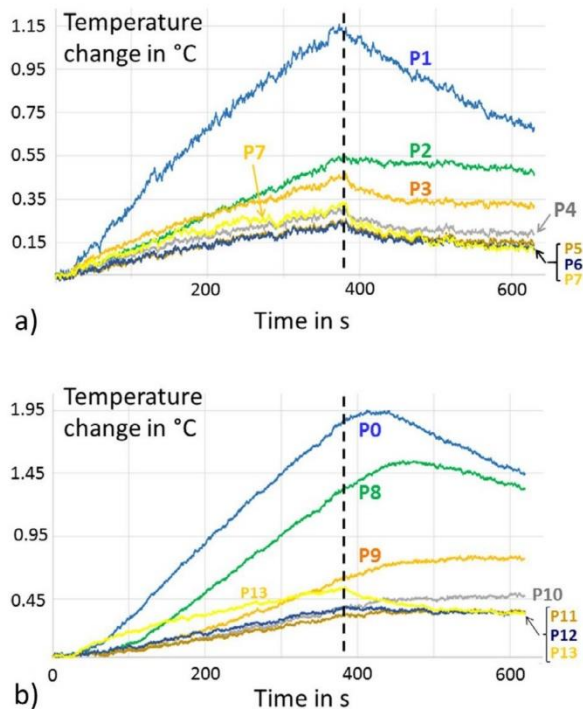 Temperature
change in °C
1.15
0.95
0.75
0.55
0.35
0.15
P1
P2
P7
P3
P4
P5
P6
P7
200
400
600
Time in s
a)
Temperature
change in °C
1.95
1.45
0.95
0.45
P0
P8
P9
P13
P10
P11
P12
P13
0
200
400
600
Time in s
b)